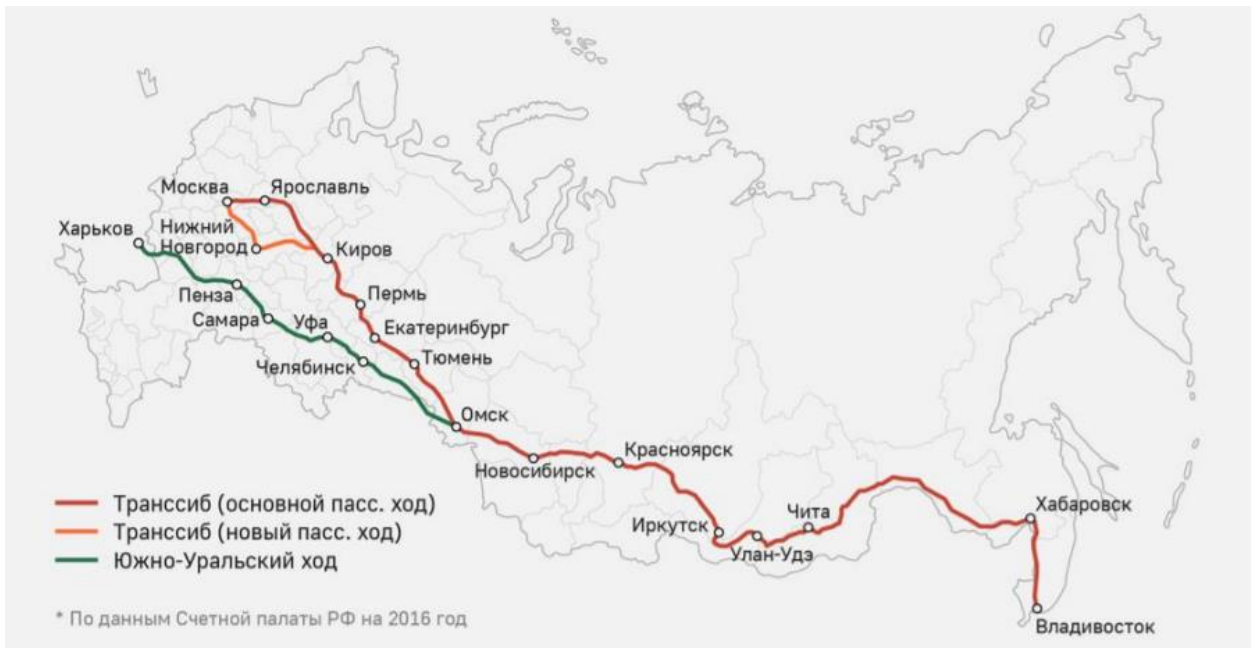 Москва
Ярославль
Харьков
Нижний
Новгород
Киров
Пенза
Пермь
Самара
Уфа
Екатеринбург
Челябинск
Тюмень
Омск
Новосибирск
Красноярск
Иркутск
Улан-Удэ
Чита
Хабаровск
Владивосток
Транссиб (основной пасс. ход)
Транссиб (новый пасс. ход)
Южно-Уральский ход
* По данным Счетной палаты РФ на 2016 год